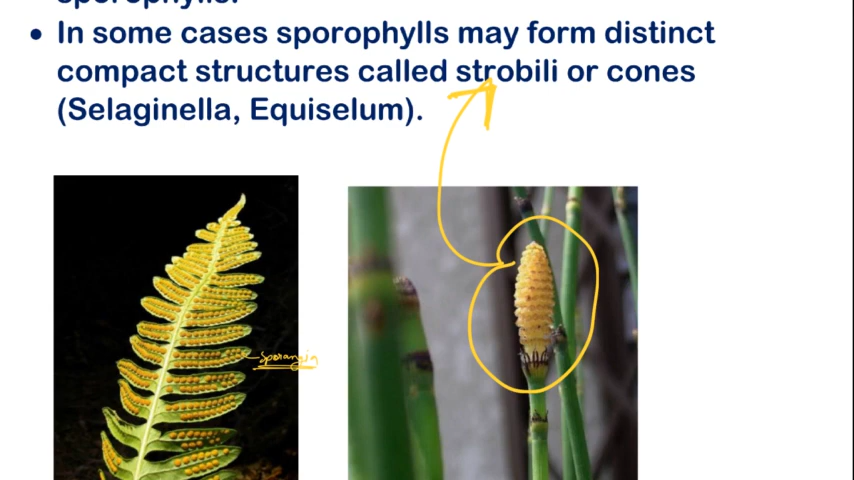 sporophylls.
• In some cases sporophylls may form distinct
compact structures called strobili or cones
(Selaginella, Equiselum).
sporangia